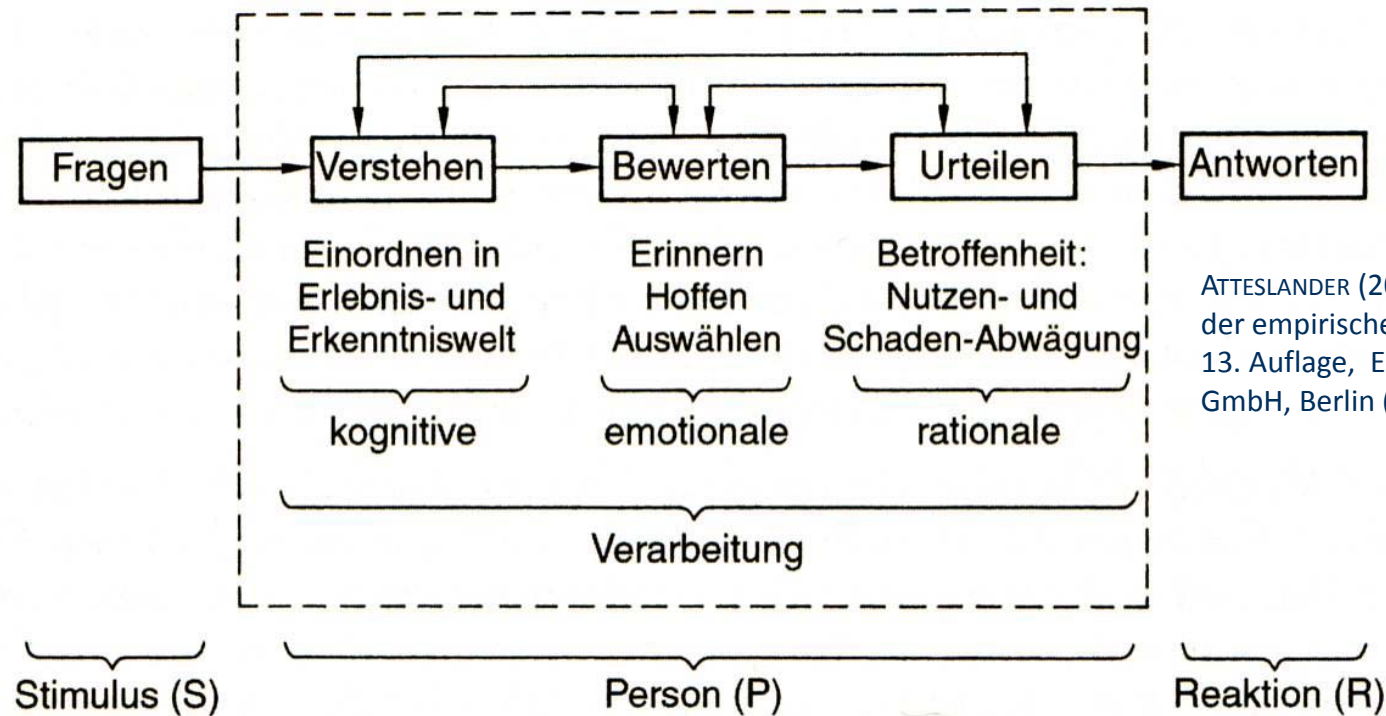 Fragen
Verstehen
Bewerten
Urteilen
Antworten
Einordnen in
Erlebnis- und
Erkenntniswelt
Erinnern
Hoffen
Auswählen
Betroffenheit:
Nutzen- und
Schaden-Abwägung
kognitive
emotionale
rationale
Verarbeitung
Stimulus (S)
Person (P)
Reaktion (R)
ATTESLANDER (20
der empirische
13. Auflage, E
GmbH, Berlin (